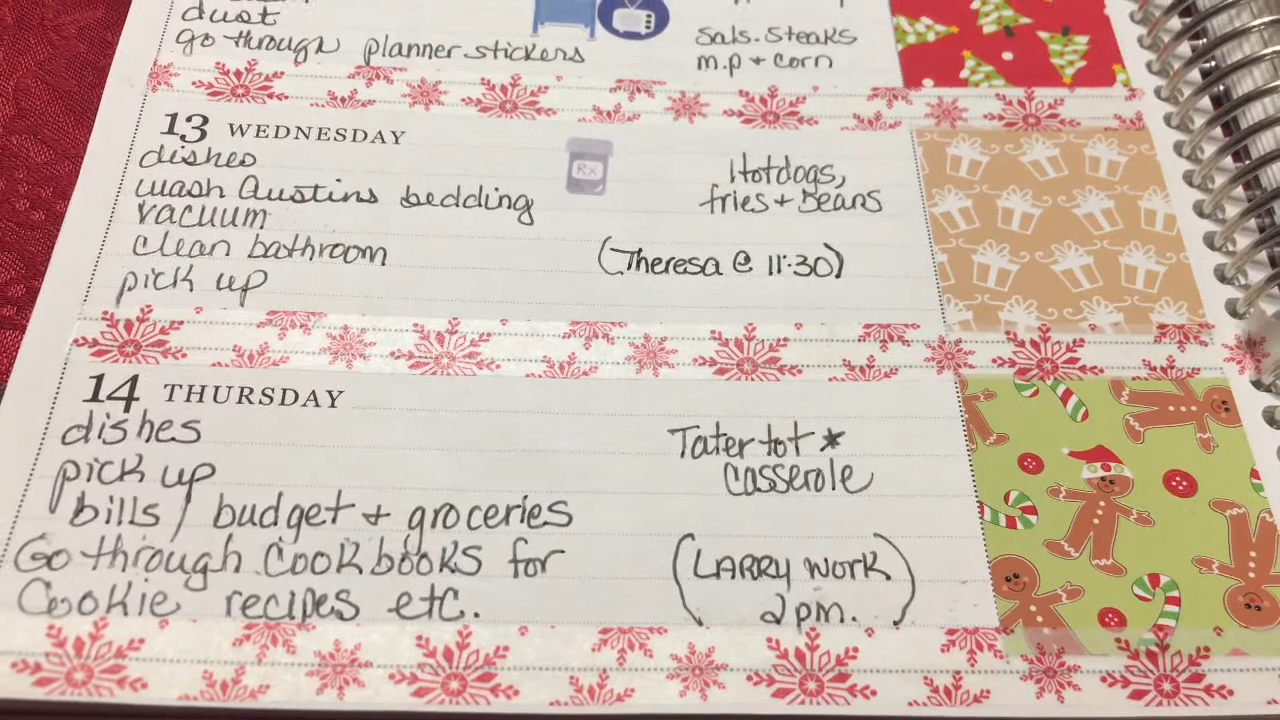 dust
go through planner stickers
Sals. Steaks
m.p + corn
13 WEDNESDAY
dishes
wash Austins bedding
vacuum
clean bathroom
pick up
Rx
Hotdogs,
fries + Beans
(Theresa @ 11:30)
14 THURSDAY
dishes
pick up
bills / budget + groceries
Go through Cookbooks for
Cookie recipes etc.
Tater tot *
Casserole
(LARRY WORK
2pm.)